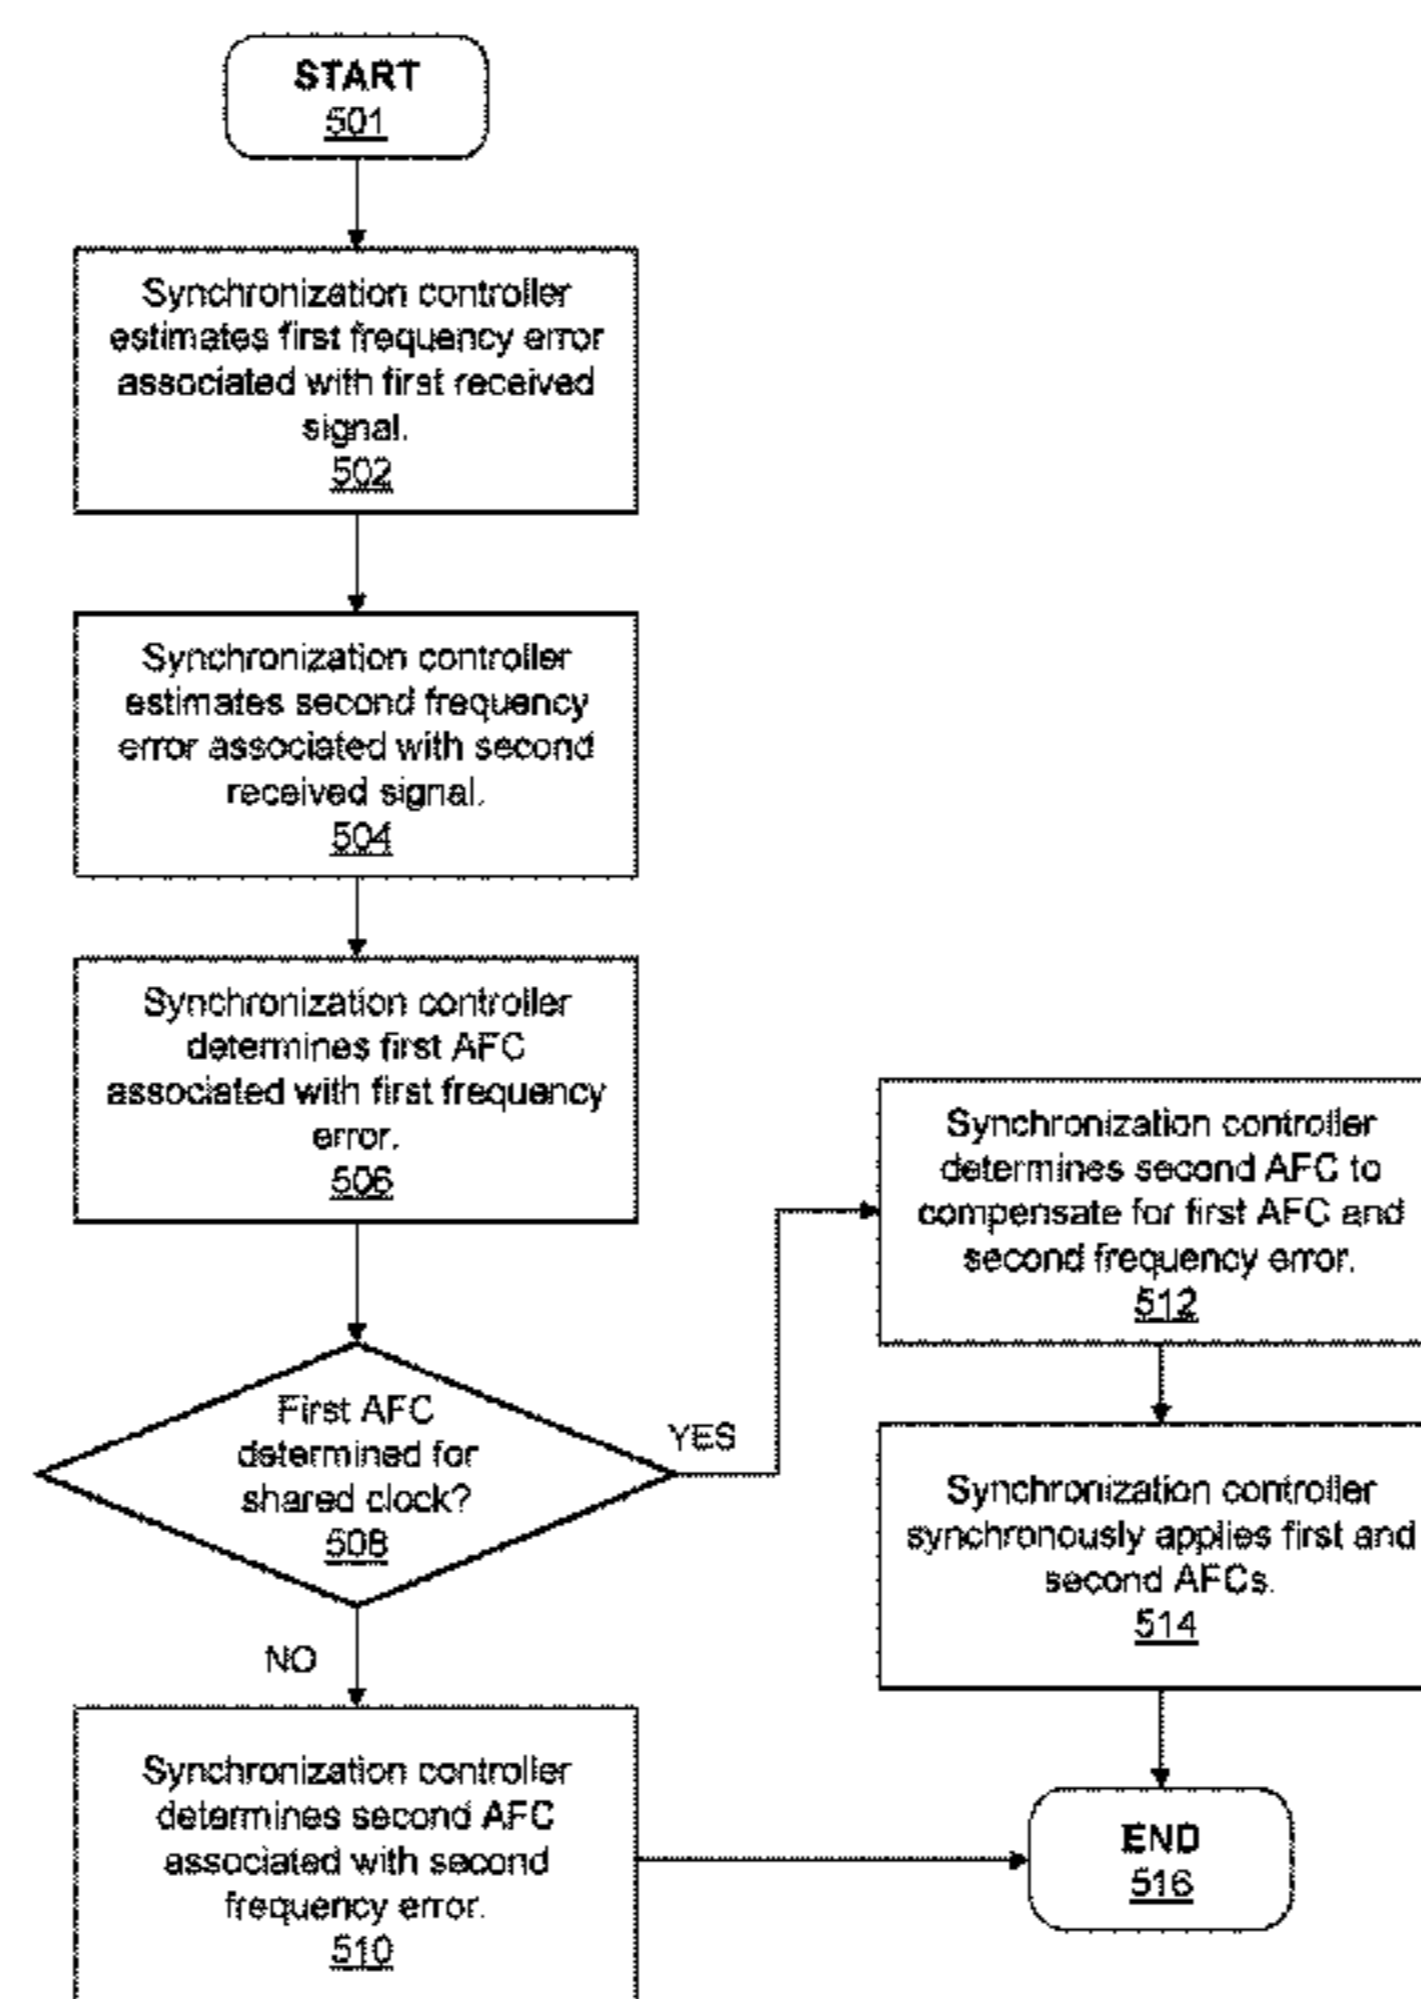 START
501
Synchronization controller
estimates first frequency error
associated with first received
signal.
502
Synchronization controller
estimates second frequency
error associated with second
received signal.
504
Synchronization controller
determines first AFC
associated with first frequency
error.
506
First AFC
determined for
shared clock?
508
YES
NO
Synchronization controller
determines second AFC
associated with second
frequency error.
510
Synchronization controller
determines second AFC to
compensate for first AFC and
second frequency error.
512
Synchronization controller
synchronously applies first and
second AFCs.
514
END
516